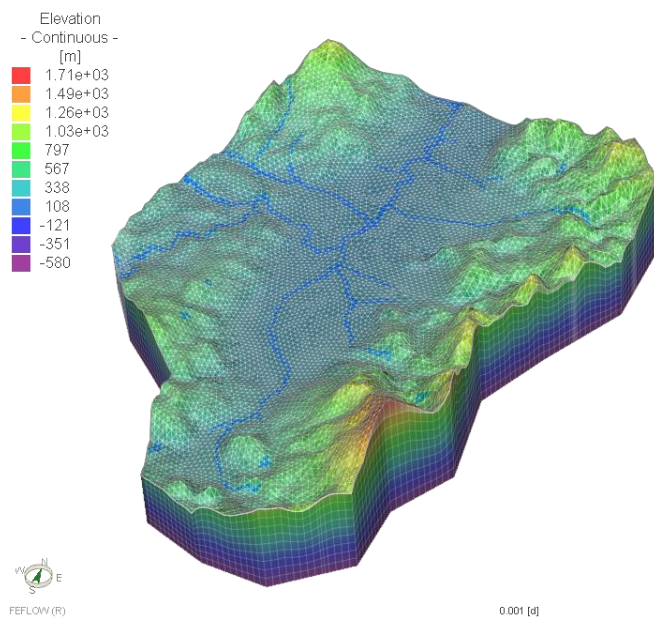 Elevation
- Continuous -
[m]
1.71e+03
1.49e+03
1.26e+03
1.03e+03
797
567
338
108
-121
-351
-580
N
W
E
S
FEFLOW (R)
0.001 [d]